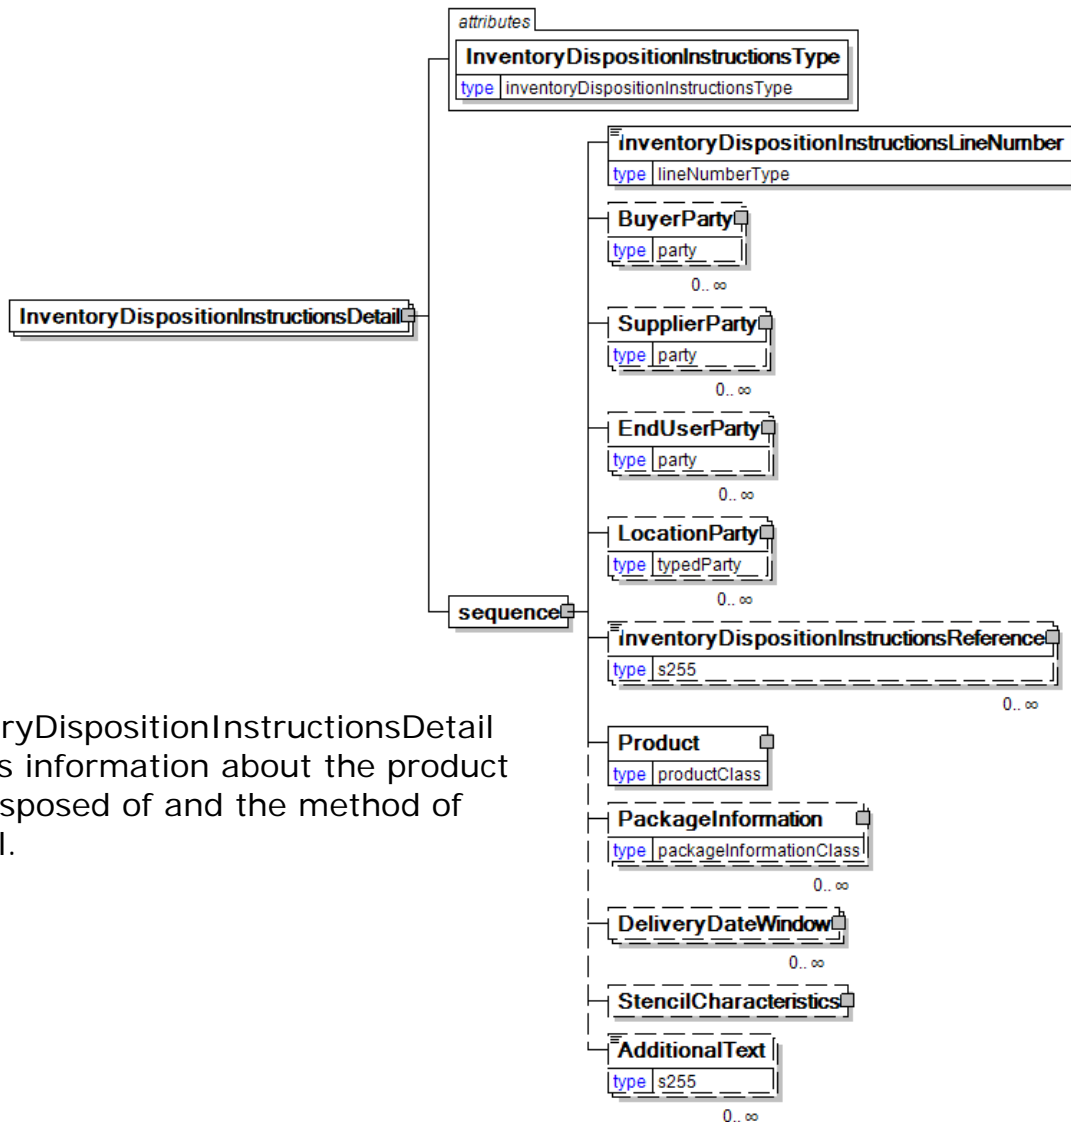 attributes
InventoryDispositionInstructionsType
type inventoryDispositionInstructionsType
InventoryDispositionInstructionsLineNumber
type lineNumberType
BuyerParty
type party
0.. ∞
InventoryDispositionInstructionsDetail
SupplierParty
type party
0.. ∞
EndUserParty
type party
0.. ∞
LocationParty
type typedParty
0.. ∞
sequence
InventoryDispositionInstructionsReference
type s255
0.. ∞
ryDispositionInstructionsDetail
s information about the product
sposed of and the method of
l.
Product
type productClass
PackageInformation
type packageInformationClass
0.. ∞
DeliveryDateWindow
0.. ∞
StencilCharacteristics
AdditionalText
type s255
0.. ∞